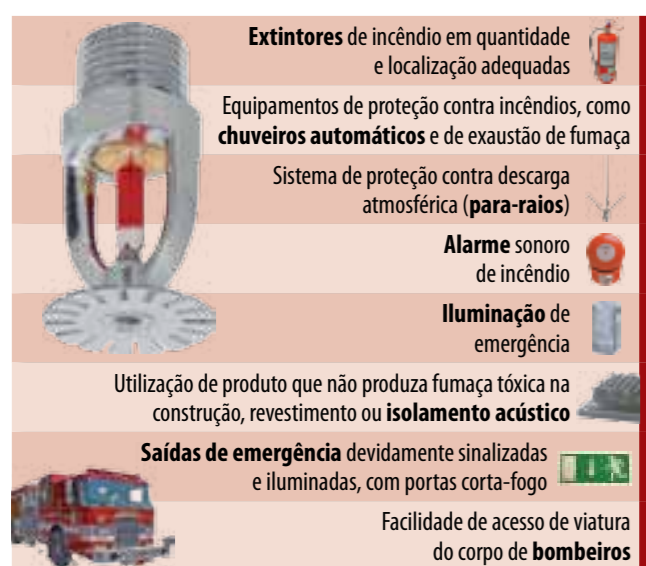 Extintores de incêndio em quantidade
e localização adequadas
Equipamentos de proteção contra incêndios, como
chuveiros automáticos e de exaustão de fumaça
Sistema de proteção contra descarga
atmosférica (para-raios)
Alarme sonoro
de incêndio
Iluminação de
emergência
Utilização de produto que não produza fumaça tóxica na
construção, revestimento ou isolamento acústico
Saídas de emergência devidamente sinalizadas
e iluminadas, com portas corta-fogo
Facilidade de acesso de viatura
do corpo de bombeiros